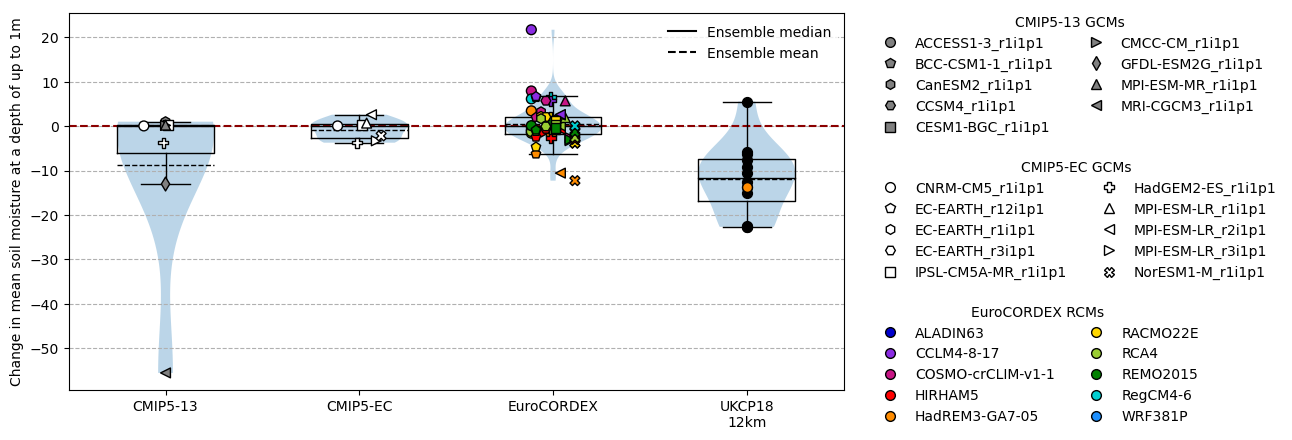 Change in mean soil moisture at a depth of up to 1m
20
10
0
−10
−20
−30
−40
−50
Ensemble median
Ensemble mean
CMIP5-13
CMIP5-EC
EuroCORDEX
UKCP18
12km
CMIP5-13 GCMs
ACCESS1-3_r1i1p1
BCC-CSM1-1_r1i1p1
CanESM2_r1i1p1
CCSM4_r1i1p1
CESM1-BGC_r1i1p1
CMCC-CM_r1i1p1
GFDL-ESM2G_r1i1p1
MPI-ESM-MR_r1i1p1
MRI-CGCM3_r1i1p1
CMIP5-EC GCMs
CNRM-CM5_r1i1p1
EC-EARTH_r12i1p1
EC-EARTH_r1i1p1
EC-EARTH_r3i1p1
IPSL-CM5A-MR_r1i1p1
HadGEM2-ES_r1i1p1
MPI-ESM-LR_r1i1p1
MPI-ESM-LR_r2i1p1
MPI-ESM-LR_r3i1p1
NorESM1-M_r1i1p1
EuroCORDEX RCMs
ALADIN63
CCLM4-8-17
COSMO-crCLIM-v1-1
HIRHAM5
HadREM3-GA7-05
RACMO22E
RCA4
REMO2015
RegCM4-6
WRF381P